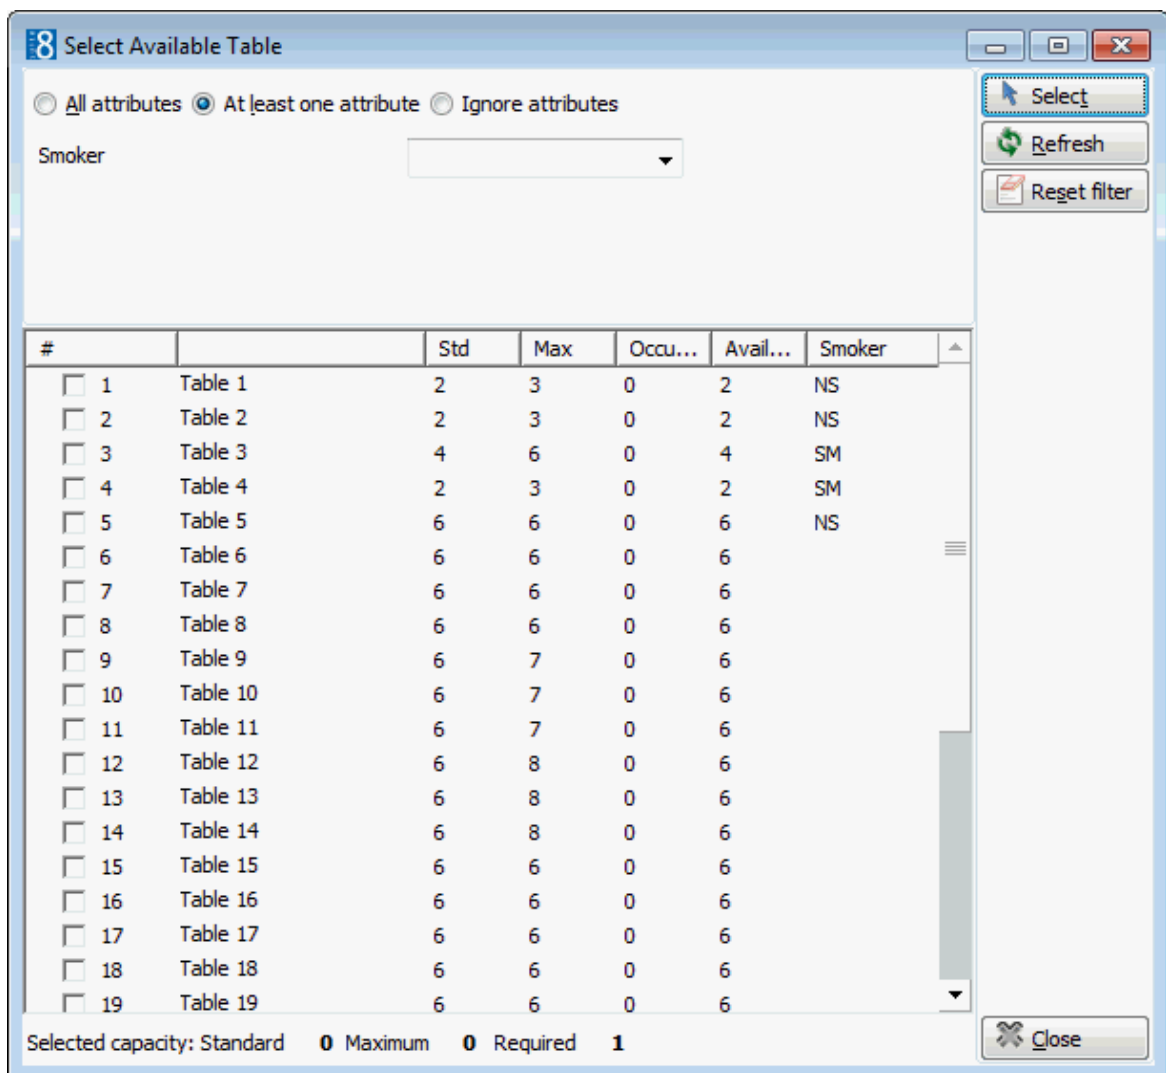 8 Select Available Table
All attributes At least one attribute Ignore attributes
Select
Smoker
Refresh
Reset filter
# Std Max Occu... Avail... Smoker
1 Table 1 2 3 0 2 NS
2 Table 2 2 3 0 2 NS
3 Table 3 4 6 0 4 SM
4 Table 4 2 3 0 2 SM
5 Table 5 6 6 0 6 NS
6 Table 6 6 6 0 6
7 Table 7 6 6 0 6
8 Table 8 6 6 0 6
9 Table 9 6 7 0 6
10 Table 10 6 7 0 6
11 Table 11 6 7 0 6
12 Table 12 6 8 0 6
13 Table 13 6 8 0 6
14 Table 14 6 8 0 6
15 Table 15 6 6 0 6
16 Table 16 6 6 0 6
17 Table 17 6 6 0 6
18 Table 18 6 6 0 6
19 Table 19 6 6 0 6
Selected capacity: Standard 0 Maximum 0 Required 1
Close